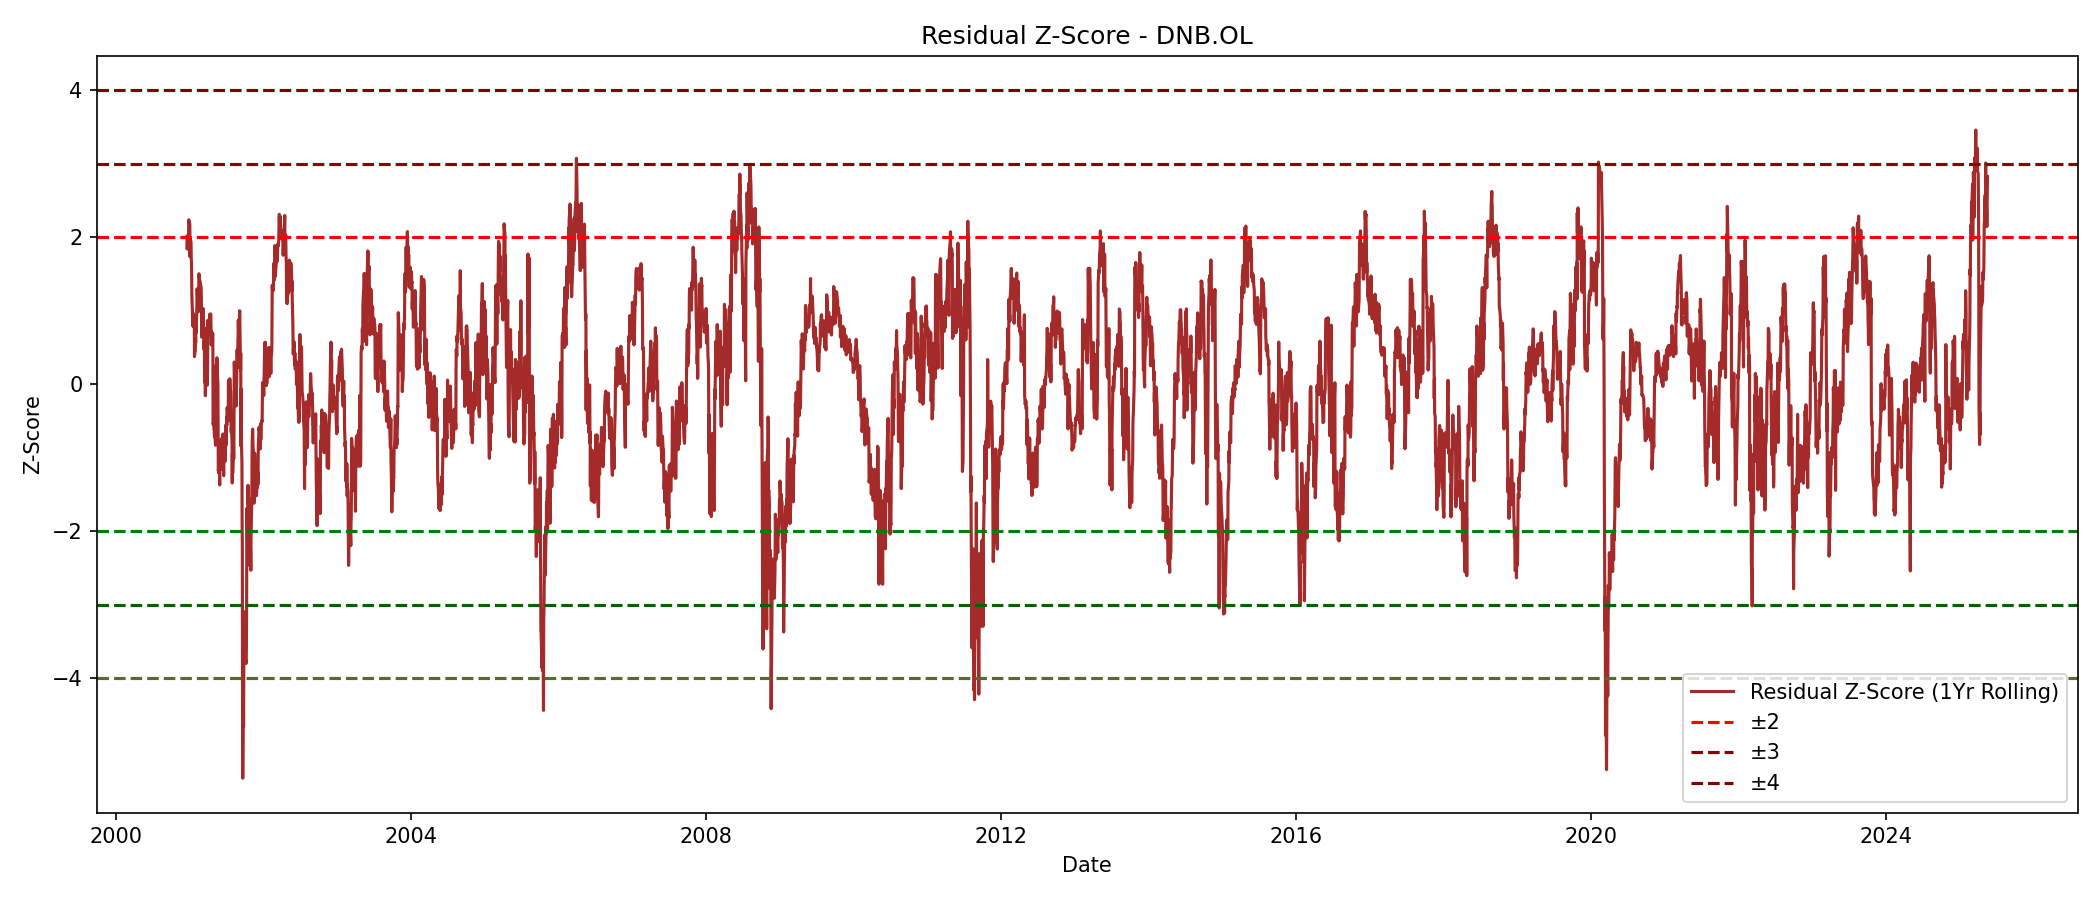 Residual Z-Score - DNB.OL
Z-Score
4
2
0
−2
−4
Residual Z-Score (1Yr Rolling)
±2
±3
±4
2000 2004 2008 2012 2016 2020 2024
Date